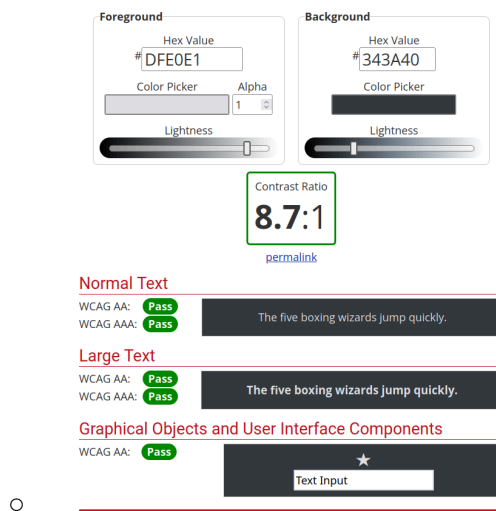 Foreground
Background
Hex Value
Hex Value
# DFE0E1
# 343A40
Color Picker
Alpha
Color Picker
1
Lightness
Lightness
Contrast Ratio
8.7:1
permalink
Normal Text
WCAG AA: Pass
WCAG AAA: Pass
The five boxing wizards jump quickly.
Large Text
WCAG AA: Pass
WCAG AAA: Pass
The five boxing wizards jump quickly.
Graphical Objects and User Interface Components
WCAG AA: Pass
Text Input